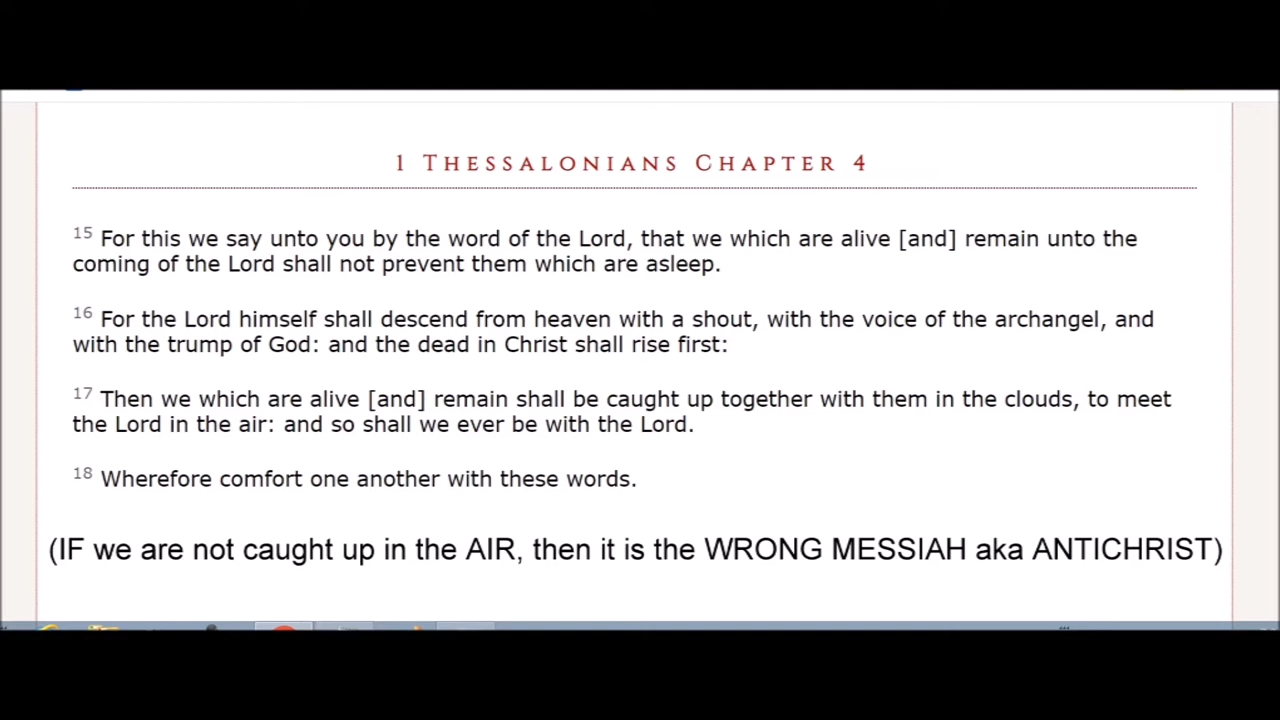 1 Thessalonians Chapter 4
15 For this we say unto you by the word of the Lord, that we which are alive [and] remain unto the
coming of the Lord shall not prevent them which are asleep.
16 For the Lord himself shall descend from heaven with a shout, with the voice of the archangel, and
with the trump of God: and the dead in Christ shall rise first:
17 Then we which are alive [and] remain shall be caught up together with them in the clouds, to meet
the Lord in the air: and so shall we ever be with the Lord.
18 Wherefore comfort one another with these words.
(IF we are not caught up in the AIR, then it is the WRONG MESSIAH aka ANTICHRIST)